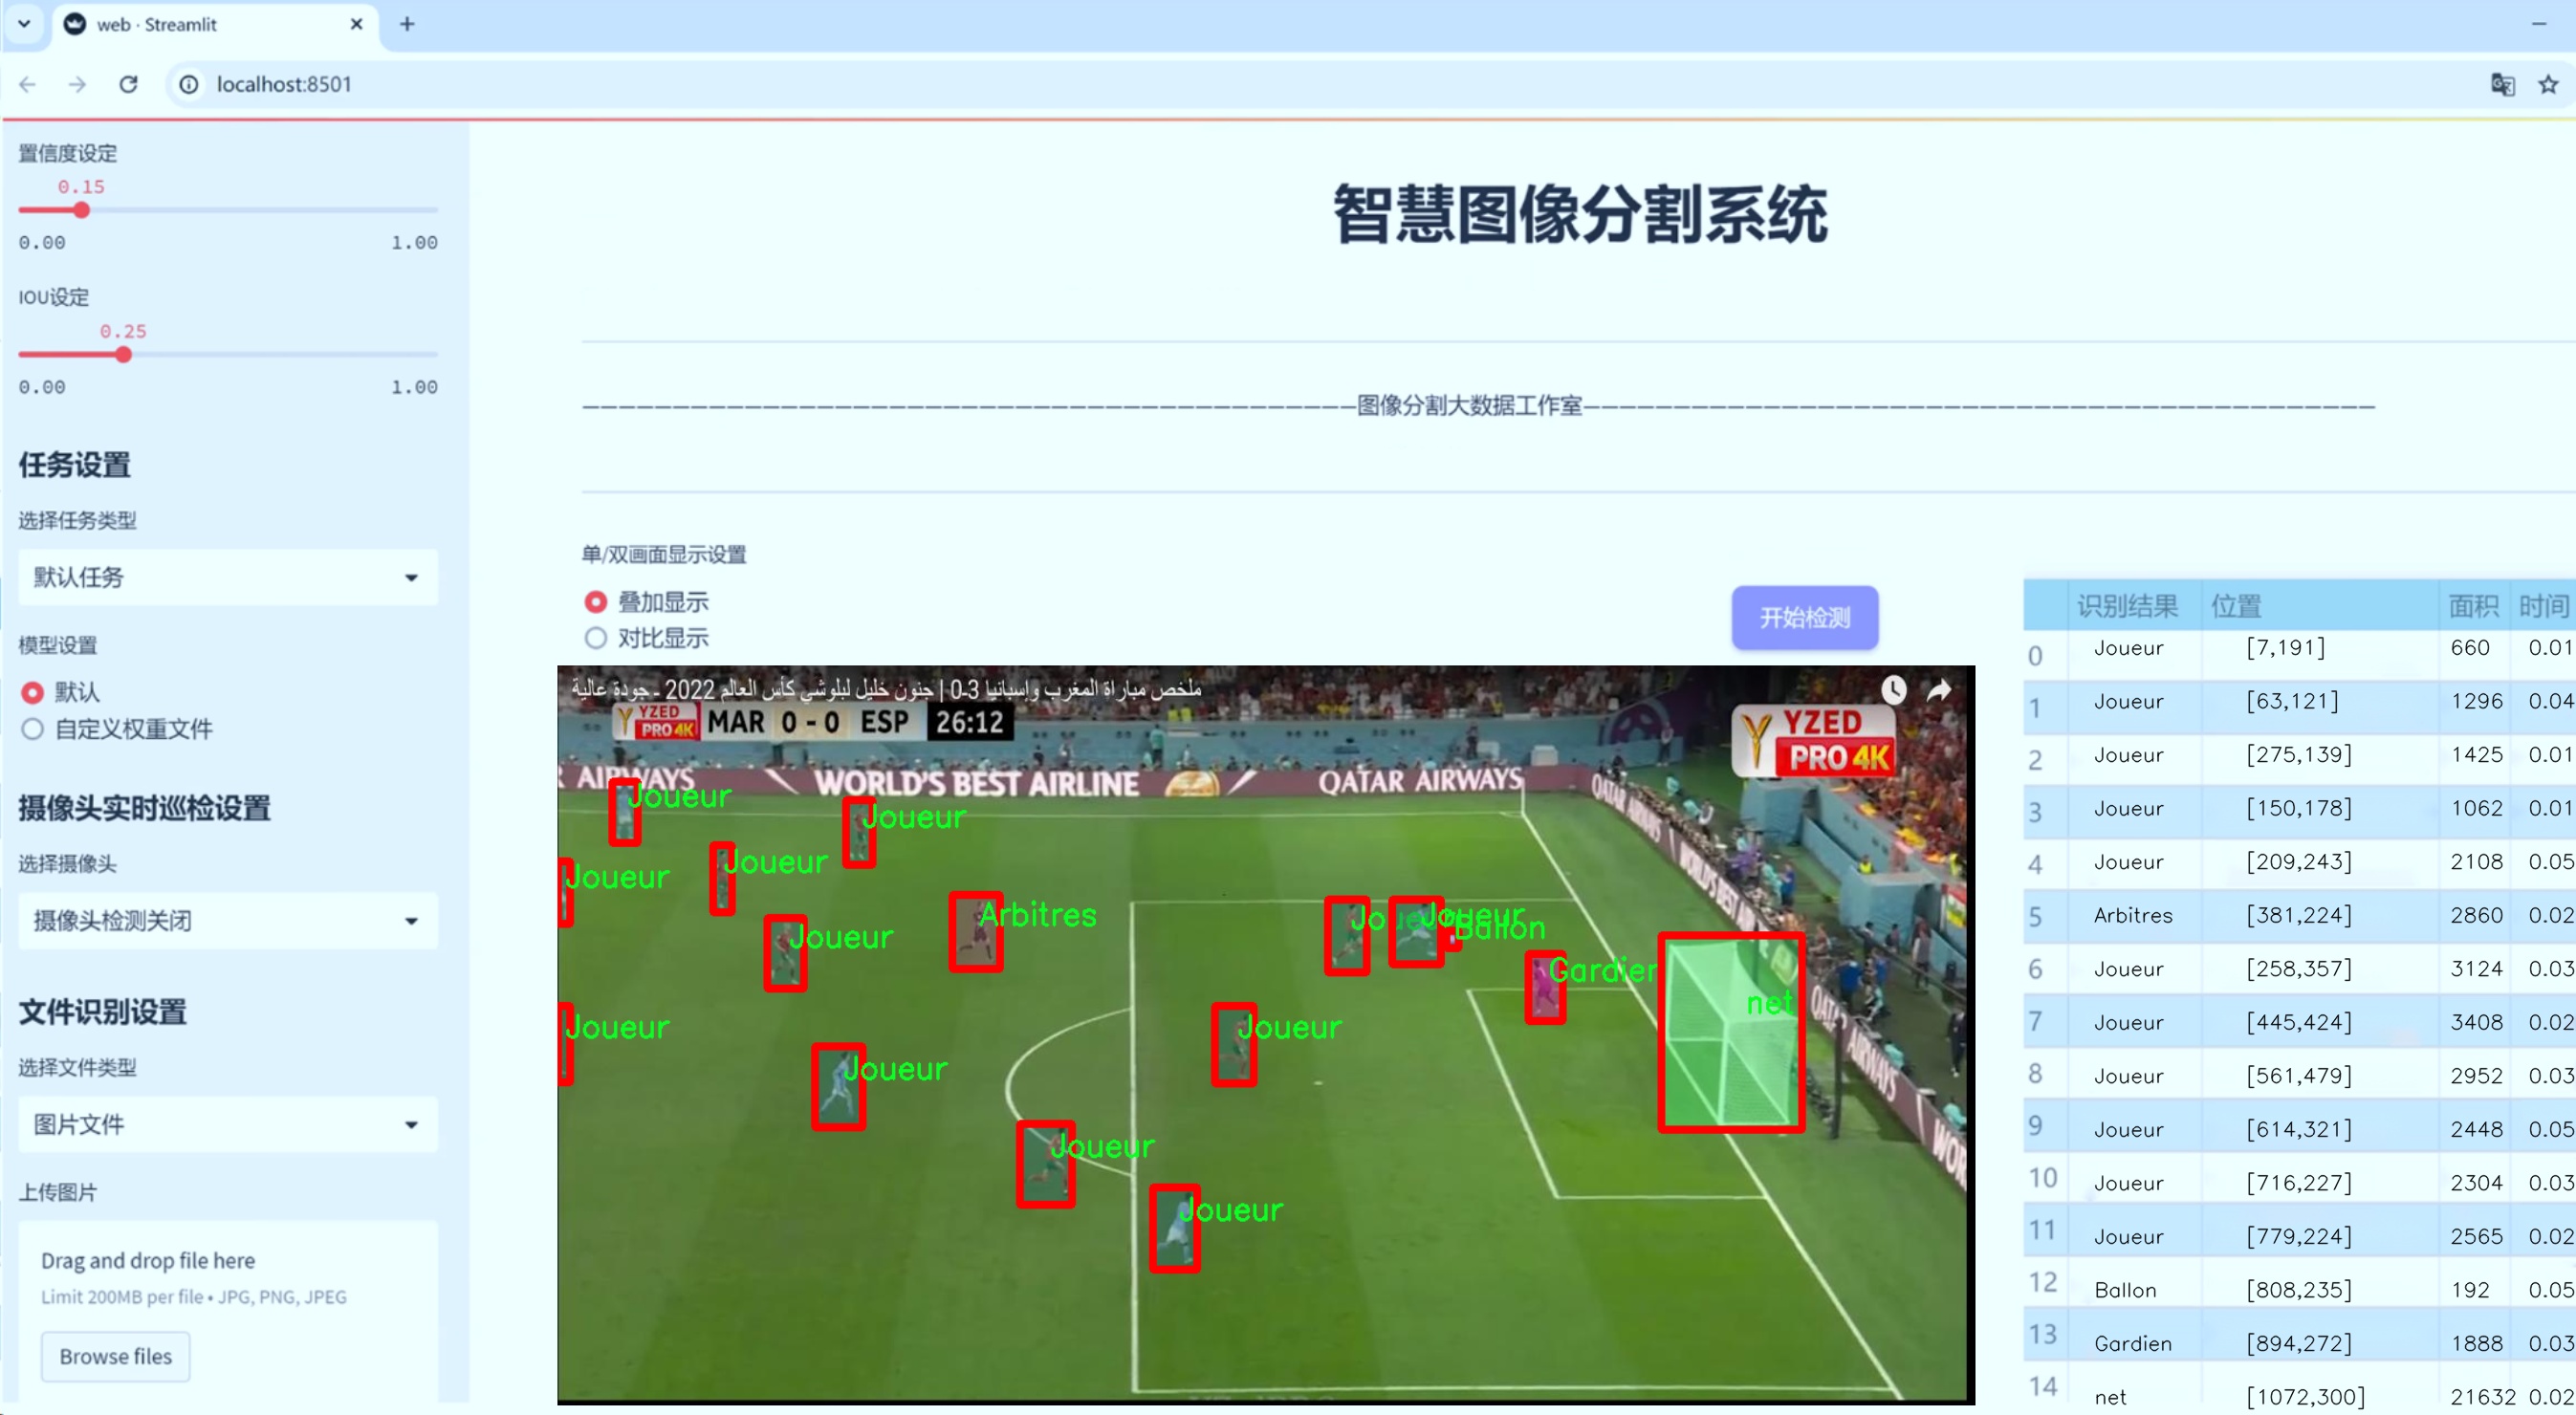 web · Streamlit
localhost:8501
置信度设定
0.15
0.00 1.00
IOU设定
0.25
0.00 1.00
任务设置
选择任务类型
默认任务
模型设置
默认
自定义权重文件
摄像头实时巡检设置
选择摄像头
摄像头检测关闭
文件识别设置
选择文件类型
图片文件
上传图片
Drag and drop file here
Limit 200MB per file • JPG, PNG, JPEG
Browse files
智慧图像分割系统
图像分割大数据工作室
单/双画面显示设置
叠加显示
对比显示
开始检测
ملخص مباراة المغرب وإسبانيا 3-0 | جنون خليل لبلوشي كأس العالم 2022 - جودة عالية
YZED
PRO 4K
MAR 0 - 0 ESP 26:12
YZED
PRO 4K
AIRWAYS
WORLD'S BEST AIRLINE
QATAR AIRWAYS
QATAR AIRWAYS
WORLD'S BEST
QATAR
AIRWAYS
Joueur
Joueur
Joueur
Joueur
Joueur
Arbitres
Joueur
Ballon
Gardier
net
Joueur
Joueur
Joueur
Joueur
Joueur
识别结果 位置 面积 时间
0 Joueur [7,191] 660 0.01
1 Joueur [63,121] 1296 0.04
2 Joueur [275,139] 1425 0.01
3 Joueur [150,178] 1062 0.01
4 Joueur [209,243] 2108 0.05
5 Arbitres [381,224] 2860 0.02
6 Joueur [258,357] 3124 0.03
7 Joueur [445,424] 3408 0.02
8 Joueur [561,479] 2952 0.03
9 Joueur [614,321] 2448 0.05
10 Joueur [716,227] 2304 0.03
11 Joueur [779,224] 2565 0.02
12 Ballon [808,235] 192 0.05
13 Gardien [894,272] 1888 0.03
14 net [1072,300] 21632 0.02